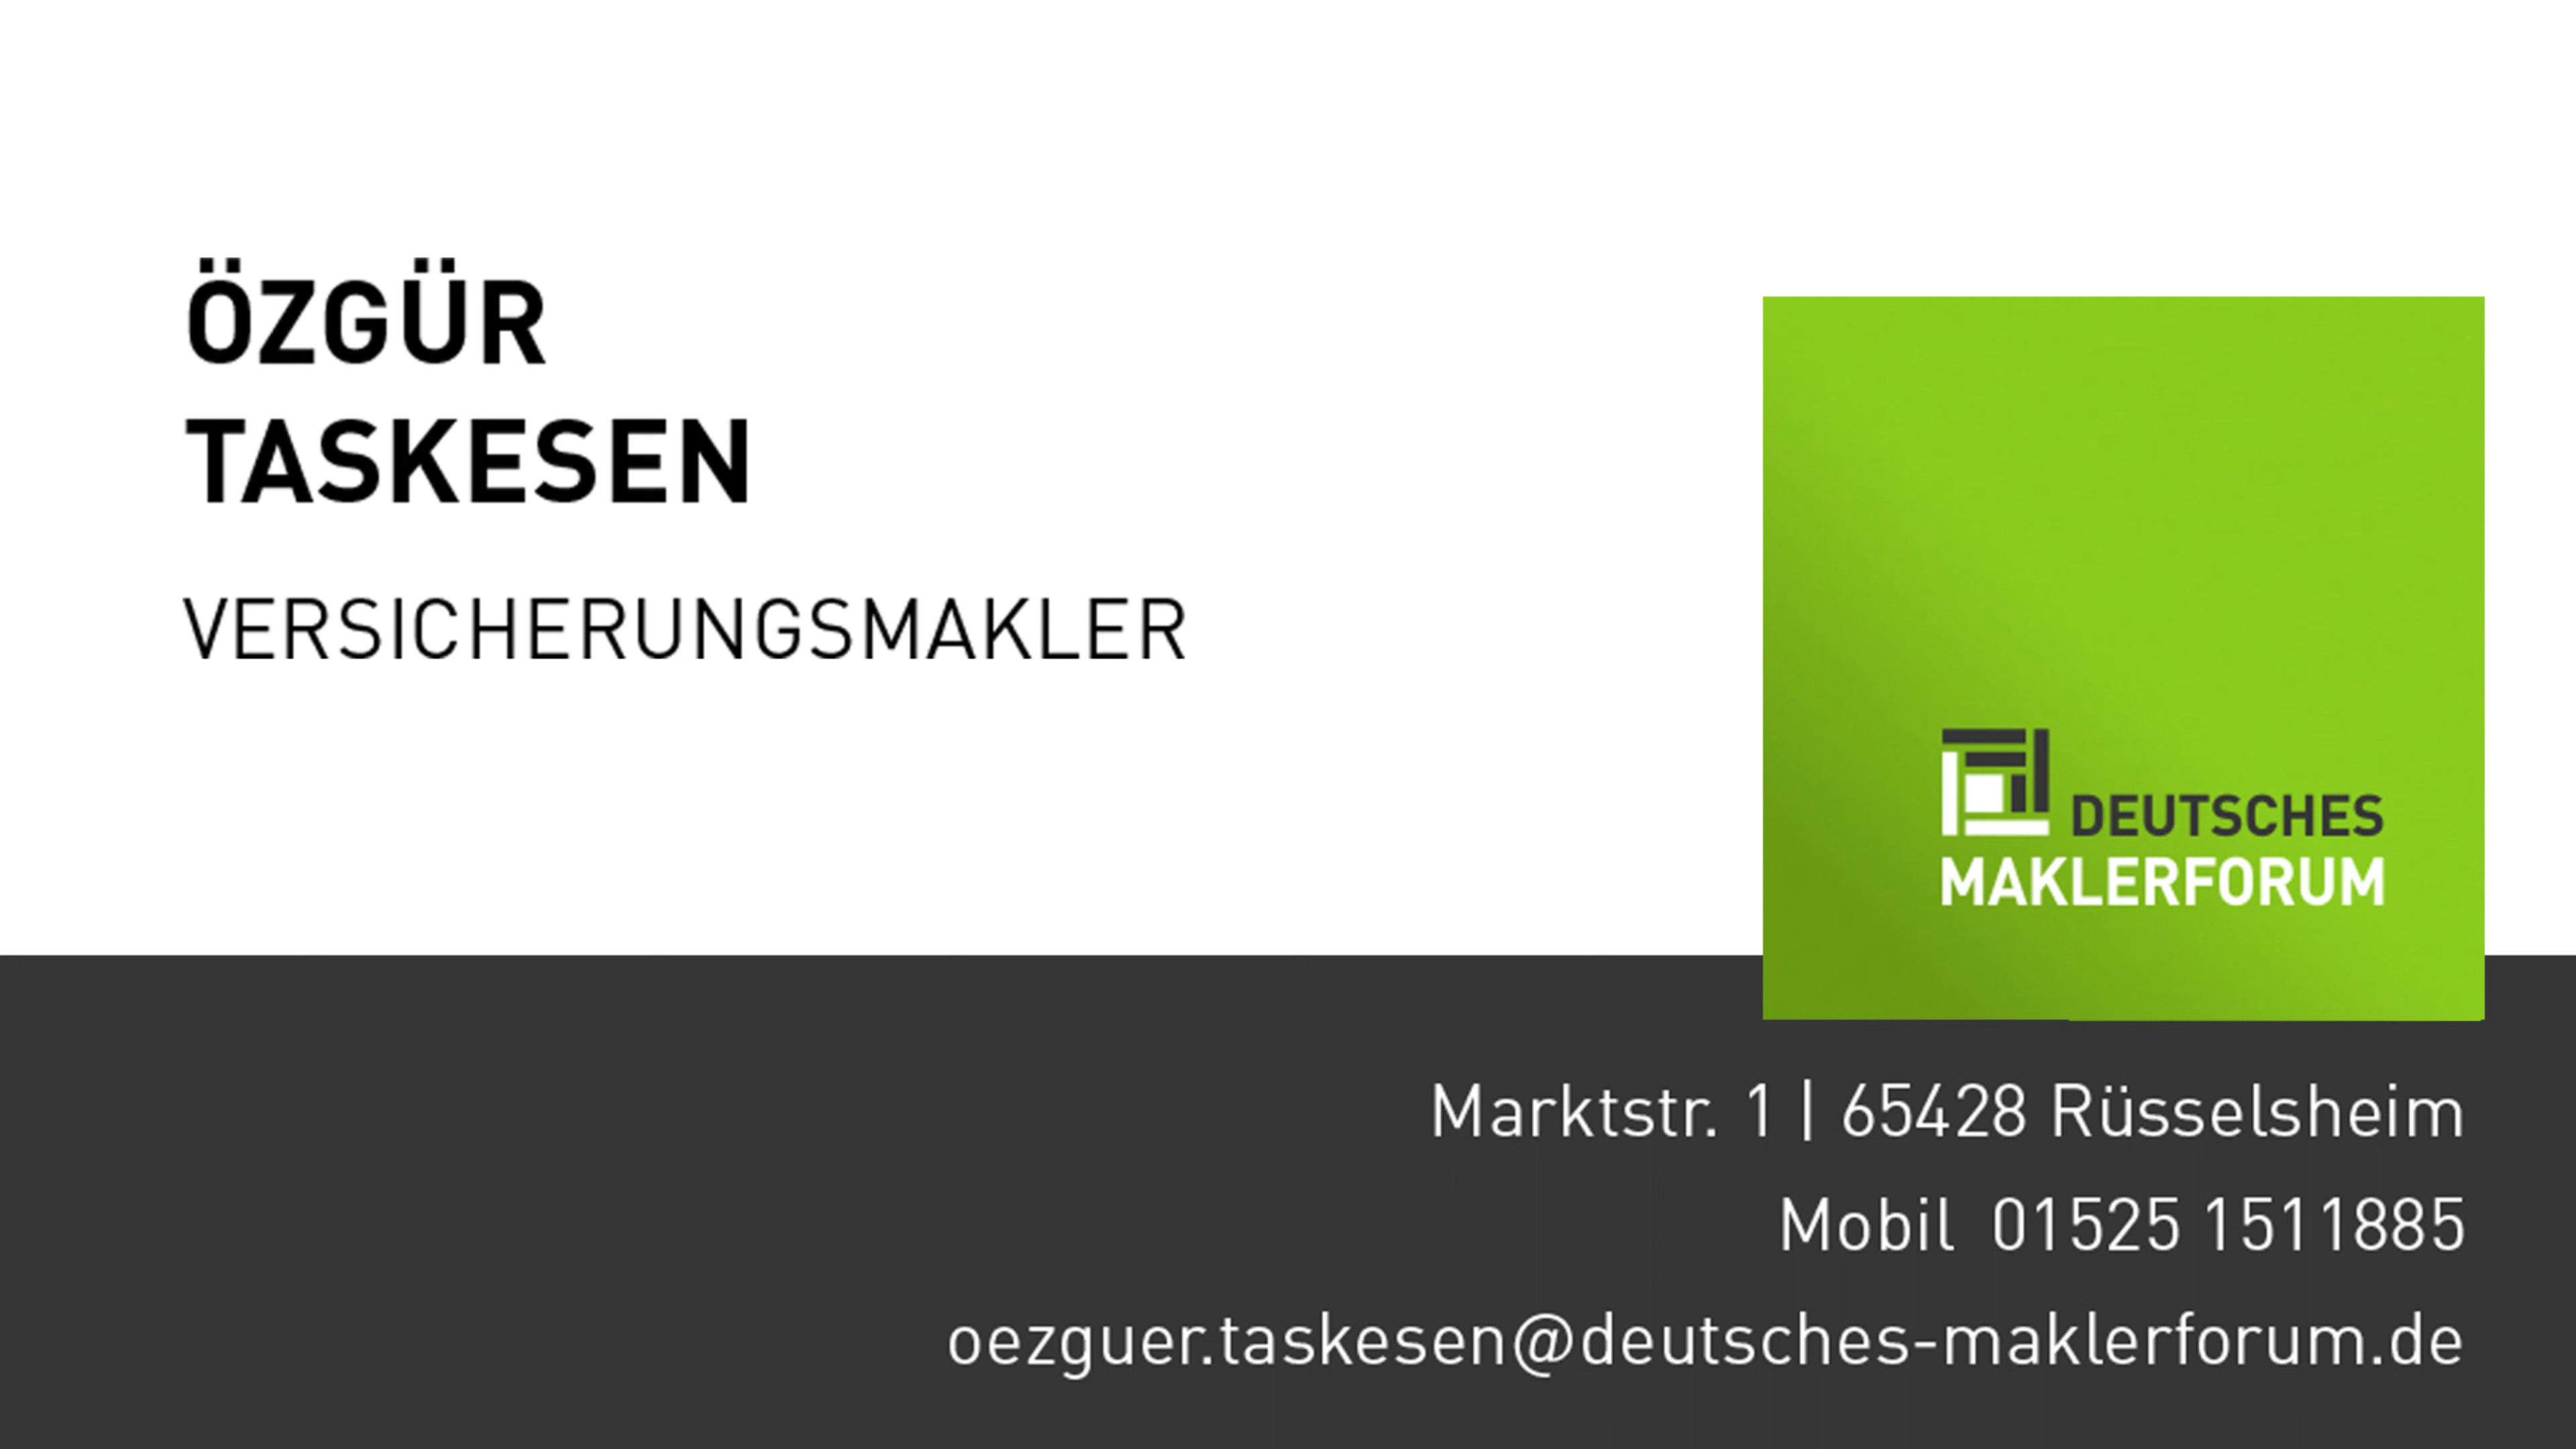 ÖZGÜR
TASKESEN
VERSICHERUNGSMAKLER
DEUTSCHES
MAKLERFORUM
Marktstr. 1 | 65428 Rüsselsheim
Mobil 01525 1511885
oezguer.taskesen@deutsches-maklerforum.de